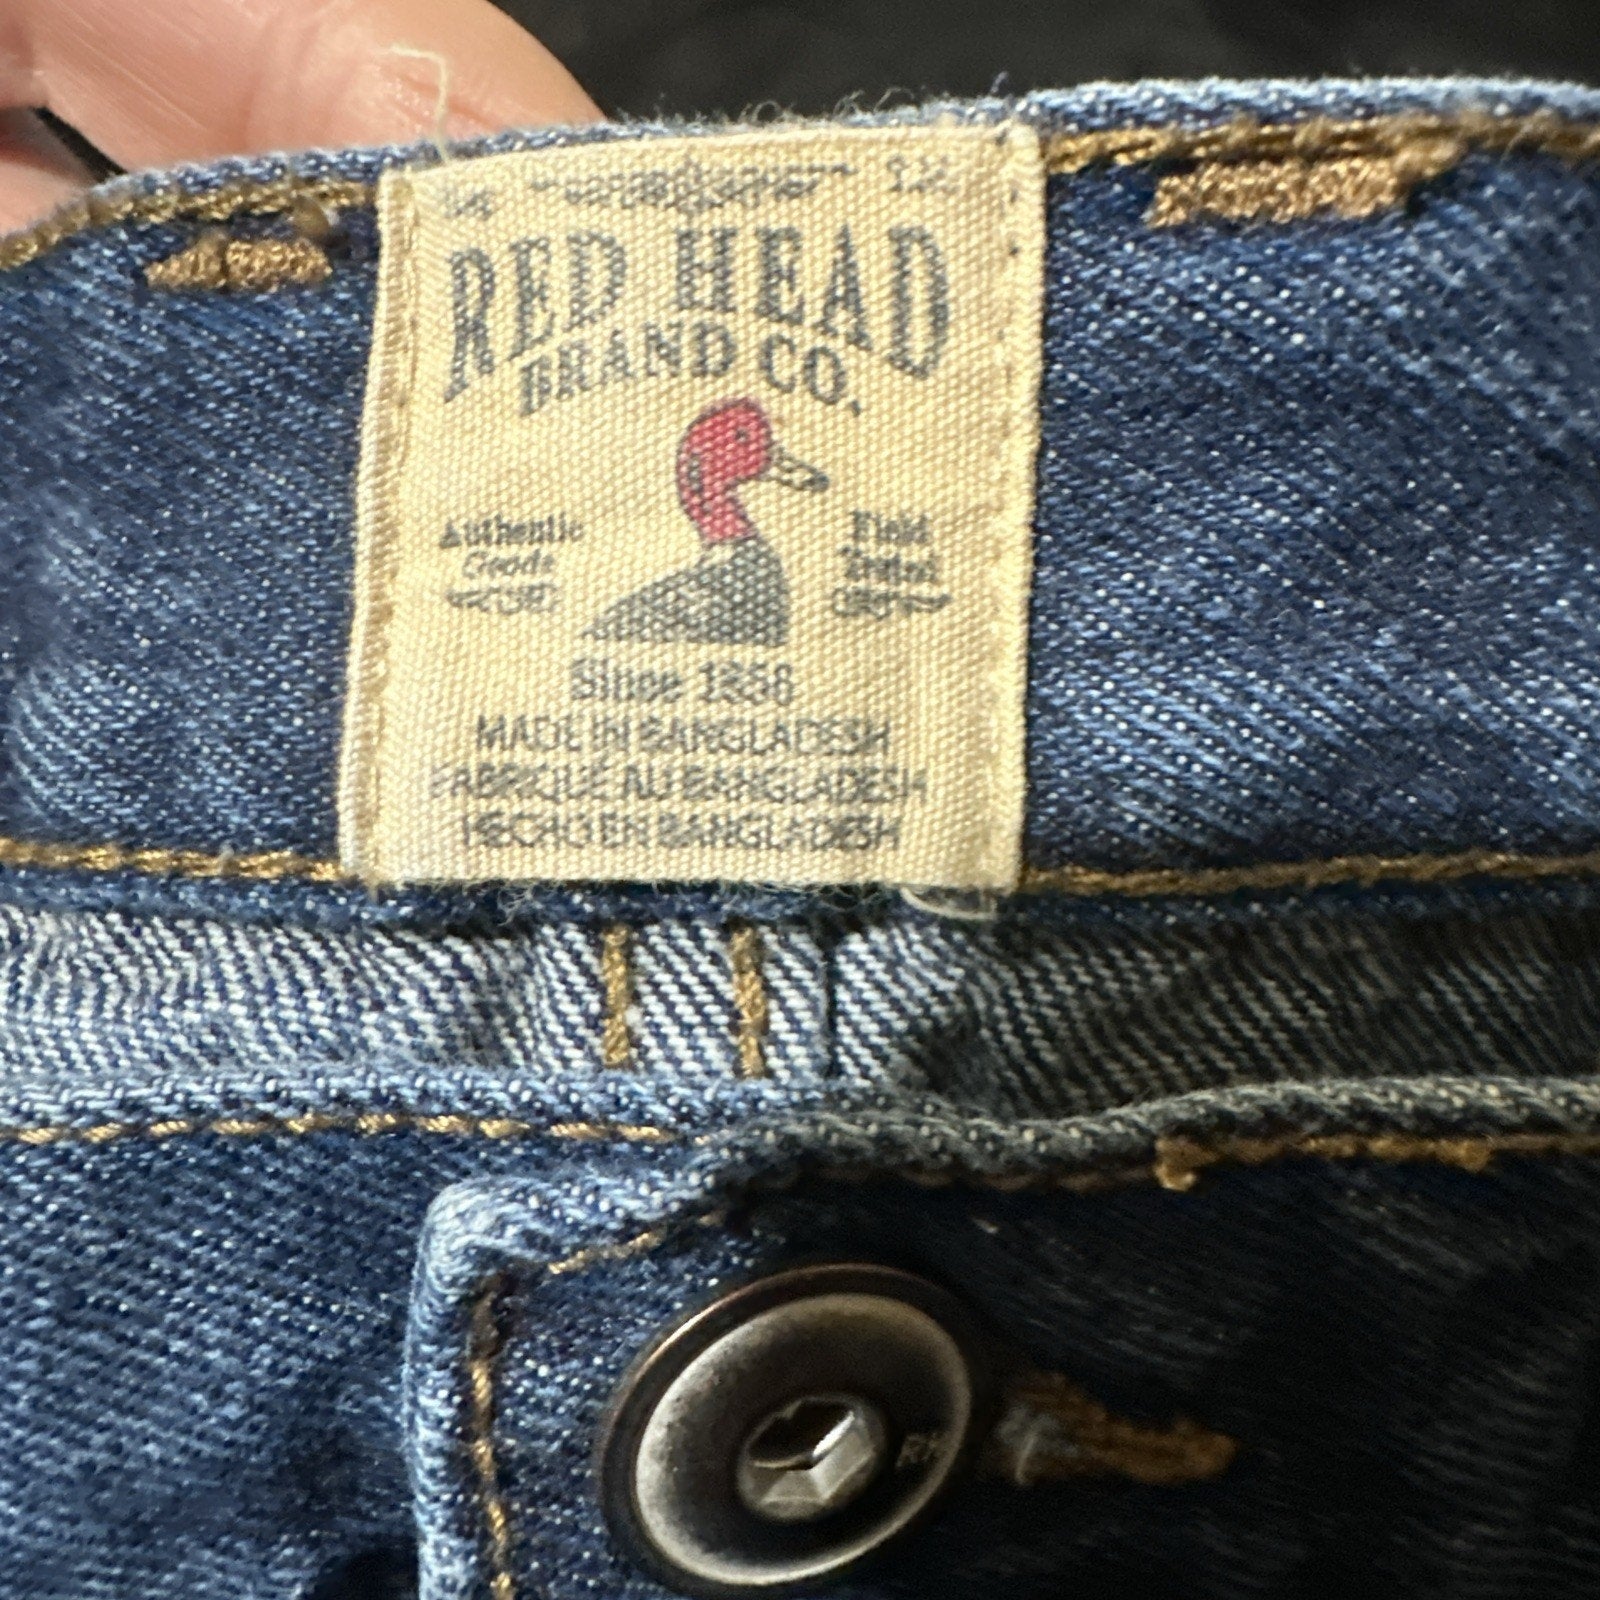 RED HEAD
BRAND CO.
Authentic
Goods
Field
Tested
Since 1856
MADE IN BANGLADESH
FABRIQUÉ AU BANGLADESH
HECHO EN BANGLADESH
RH